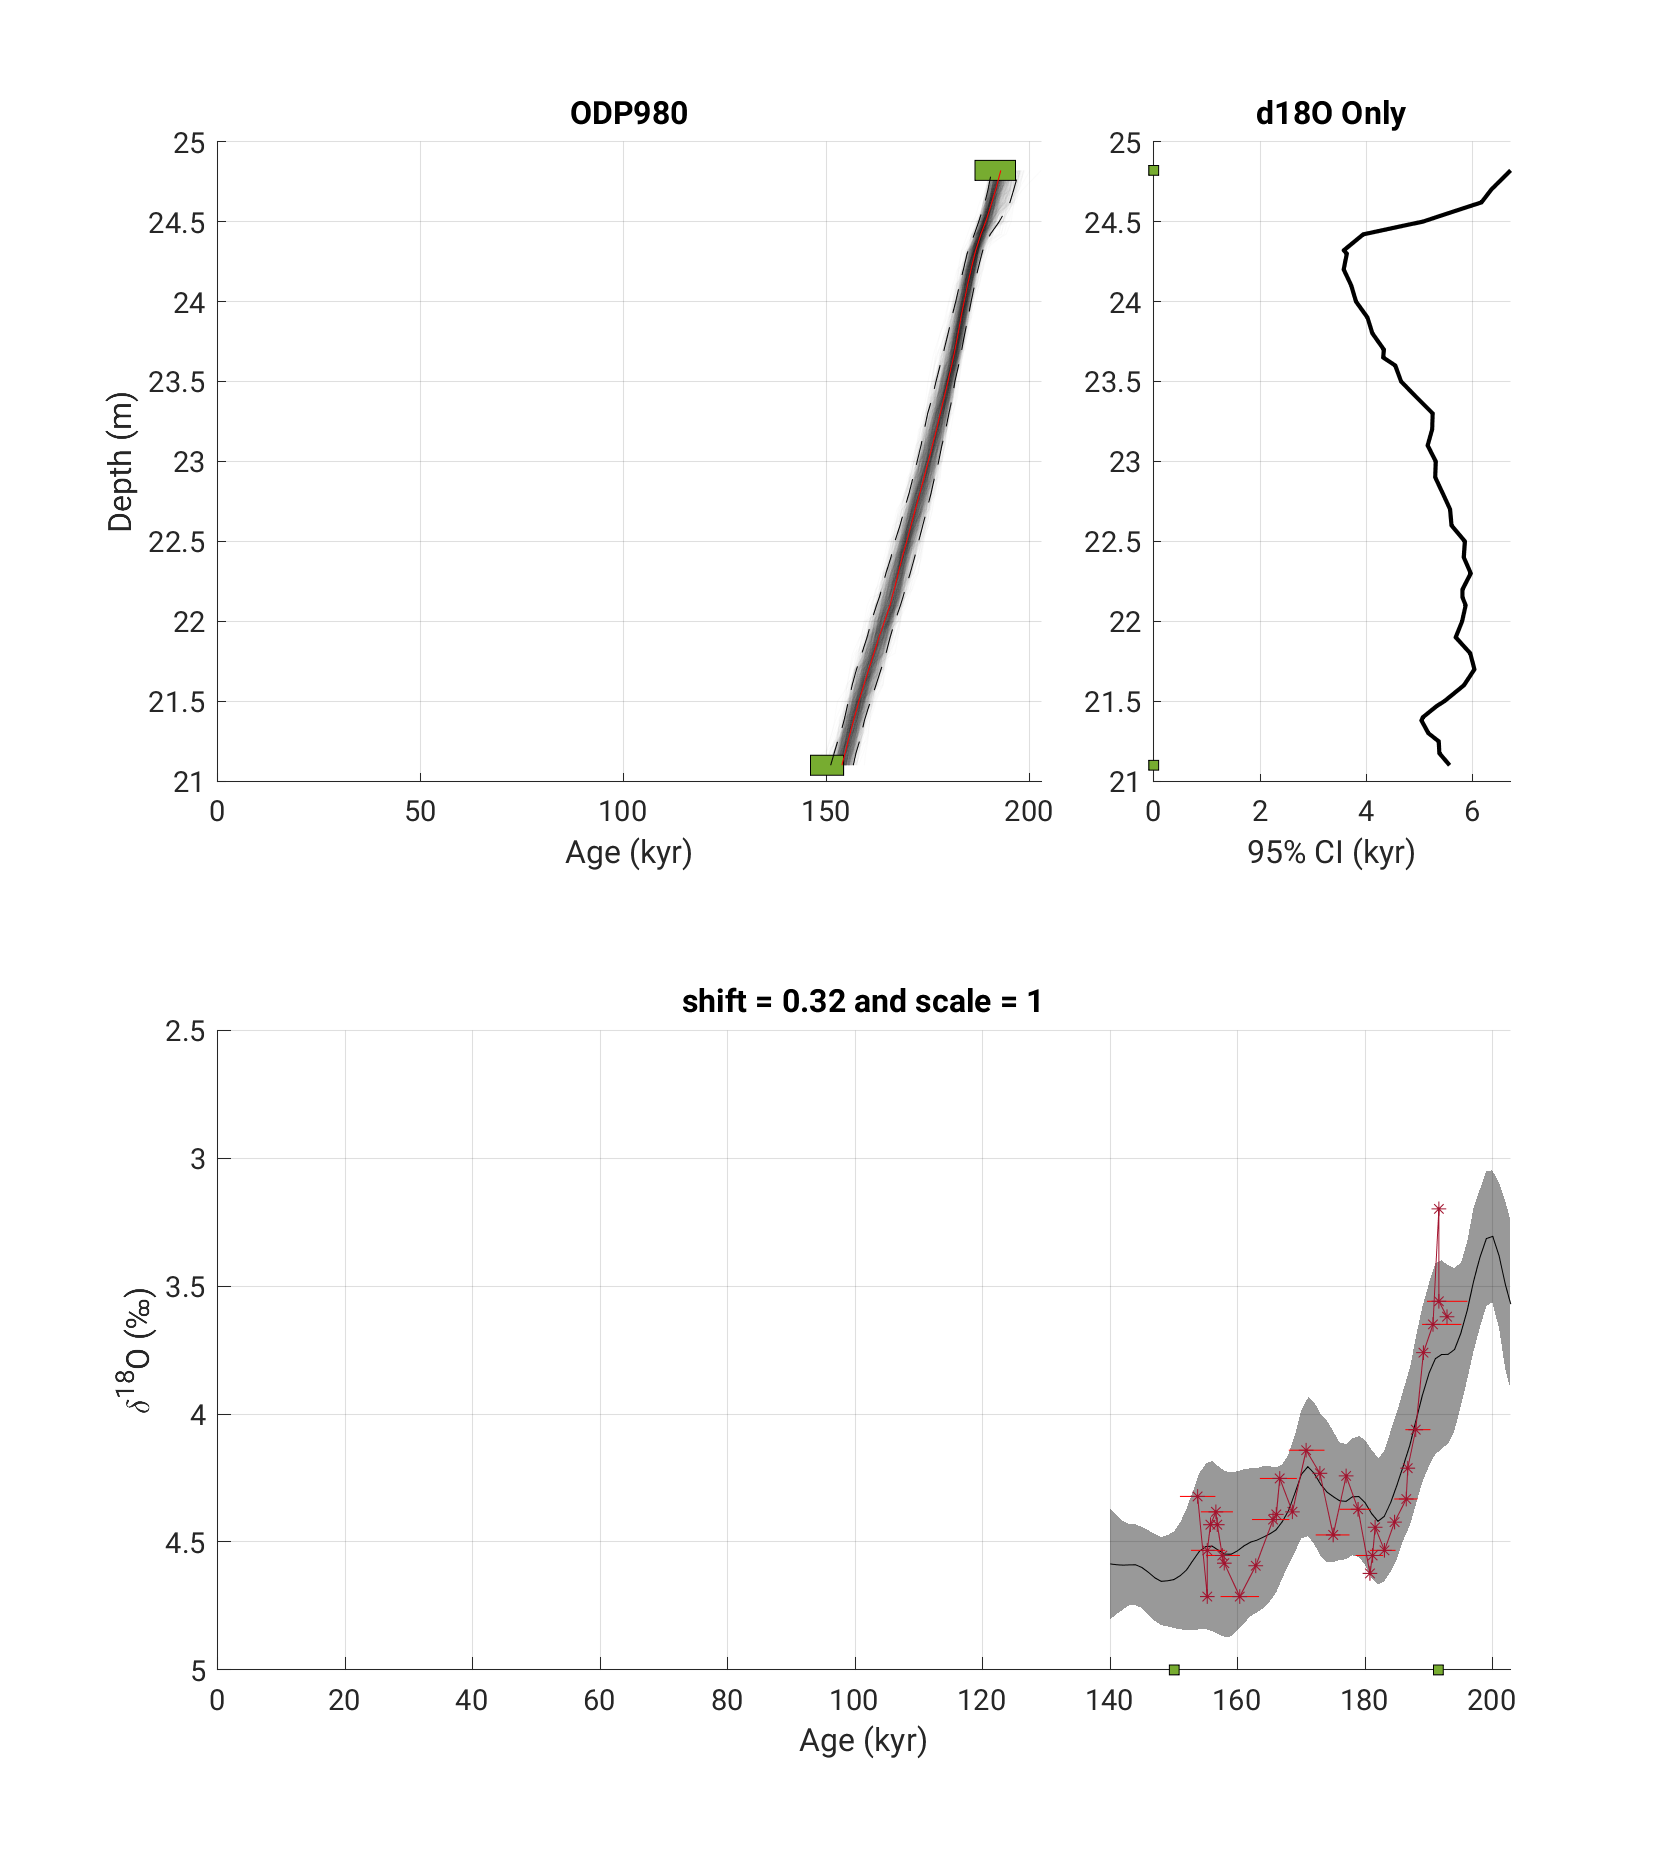 ODP980
d18O Only
25
24.5
24
23.5
23
22.5
22
21.5
21
Depth (m)
0 50 100 150 200
Age (kyr)
25
24.5
24
23.5
23
22.5
22
21.5
21
0 2 4 6
95% CI (kyr)
shift = 0.32 and scale = 1
2.5
3
3.5
4
4.5
5
δ18O (‰)
0 20 40 60 80 100 120 140 160 180 200
Age (kyr)